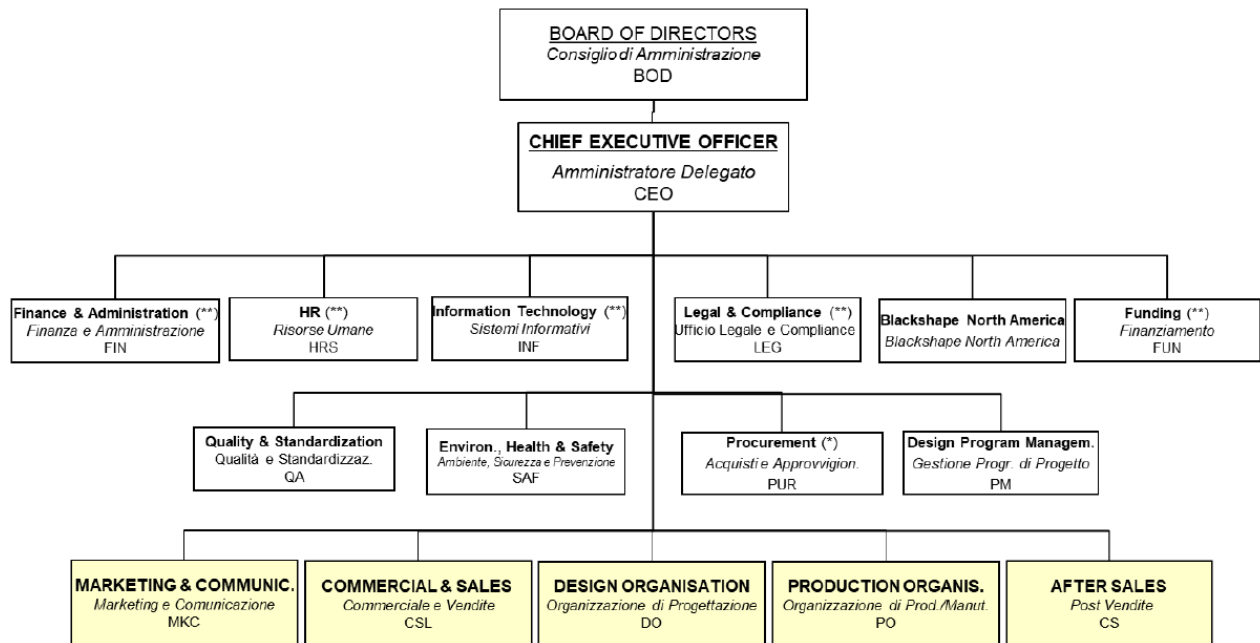 BOARD OF DIRECTORS
Consiglio di Amministrazione
BOD
CHIEF EXECUTIVE OFFICER
Amministratore Delegato
CEO
Finance & Administration (**)
Finanza e Amministrazione
FIN
HR (**)
Risorse Umane
HRS
Information Technology (**)
Sistemi Informativi
INF
Legal & Compliance (**)
Ufficio Legale e Compliance
LEG
Blackshape North America
Blackshape North America
Funding (**)
Finanziamento
FUN
Quality & Standardization
Qualità e Standardizzaz.
QA
Environ., Health & Safety
Ambiente, Sicurezza e Prevenzione
SAF
Procurement (*)
Acquisti e Approvvigion.
PUR
Design Program Managem.
Gestione Progr. di Progetto
PM
MARKETING & COMMUNIC.
Marketing e Comunicazione
MKC
COMMERCIAL & SALES
Commerciale e Vendite
CSL
DESIGN ORGANISATION
Organizzazione di Progettazione
DO
PRODUCTION ORGANIS.
Organizzazione di Prod./Manut.
PO
AFTER SALES
Post Vendite
CS